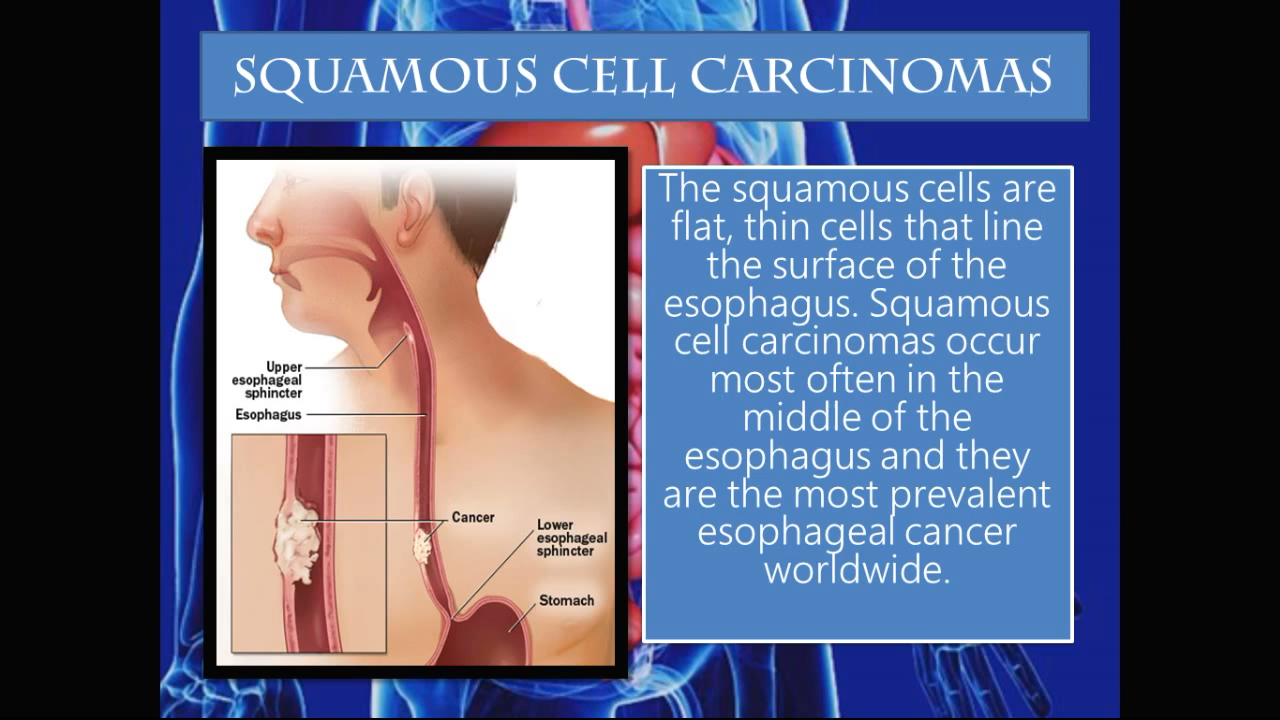 SQUAMOUS CELL CARCINOMAS
The squamous cells are
flat, thin cells that line
the surface of the
esophagus. Squamous
cell carcinomas occur
most often in the
middle of the
esophagus and they
are the most prevalent
esophageal cancer
worldwide.
Upper
esophageal
sphincter
Esophagus
Cancer
Lower
esophageal
sphincter
Stomach